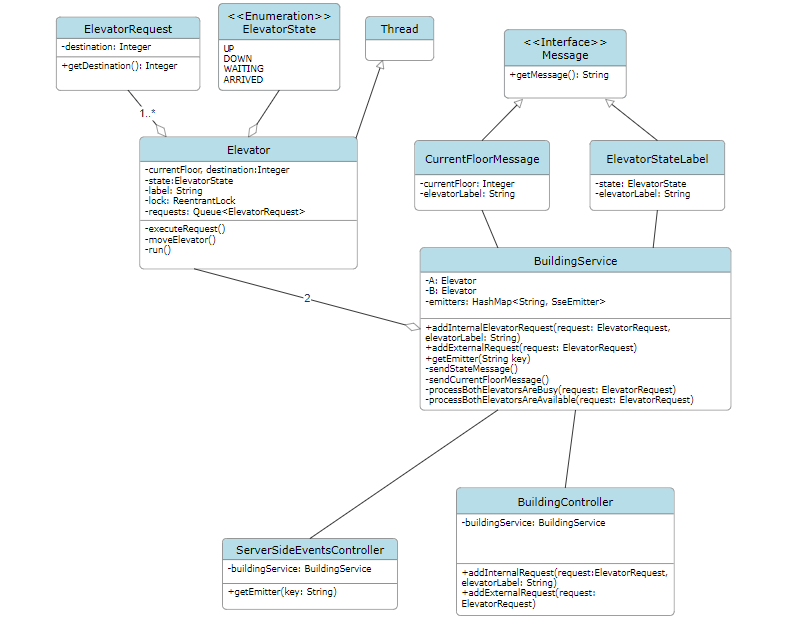 ElevatorRequest
-destination: Integer
+getDestination(): Integer
<<Enumeration>>
ElevatorState
UP
DOWN
WAITING
ARRIVED
Thread
<<Interface>>
Message
+getMessage(): String
1..*
Elevator
-currentFloor, destination:Integer
-state:ElevatorState
-label: String
-lock: ReentrantLock
-requests: Queue<ElevatorRequest>
-executeRequest()
-moveElevator()
-run()
CurrentFloorMessage
-currentFloor: Integer
-elevatorLabel: String
ElevatorStateLabel
-state: ElevatorState
-elevatorLabel: String
2
BuildingService
-A: Elevator
-B: Elevator
-emitters: HashMap<String, SseEmitter>
+addInternalElevatorRequest(request: ElevatorRequest,
elevatorLabel: String)
+addExternalRequest(request: ElevatorRequest)
+getEmitter(String key)
-sendStateMessage()
-sendCurrentFloorMessage()
-processBothElevatorsAreBusy(request: ElevatorRequest)
-processBothElevatorsAreAvailable(request: ElevatorRequest)
ServerSideEventsController
-buildingService: BuildingService
+getEmitter(key: String)
BuildingController
-buildingService: BuildingService
+addInternalRequest(request:ElevatorRequest,
elevatorLabel: String)
+addExternalRequest(request:
ElevatorRequest)